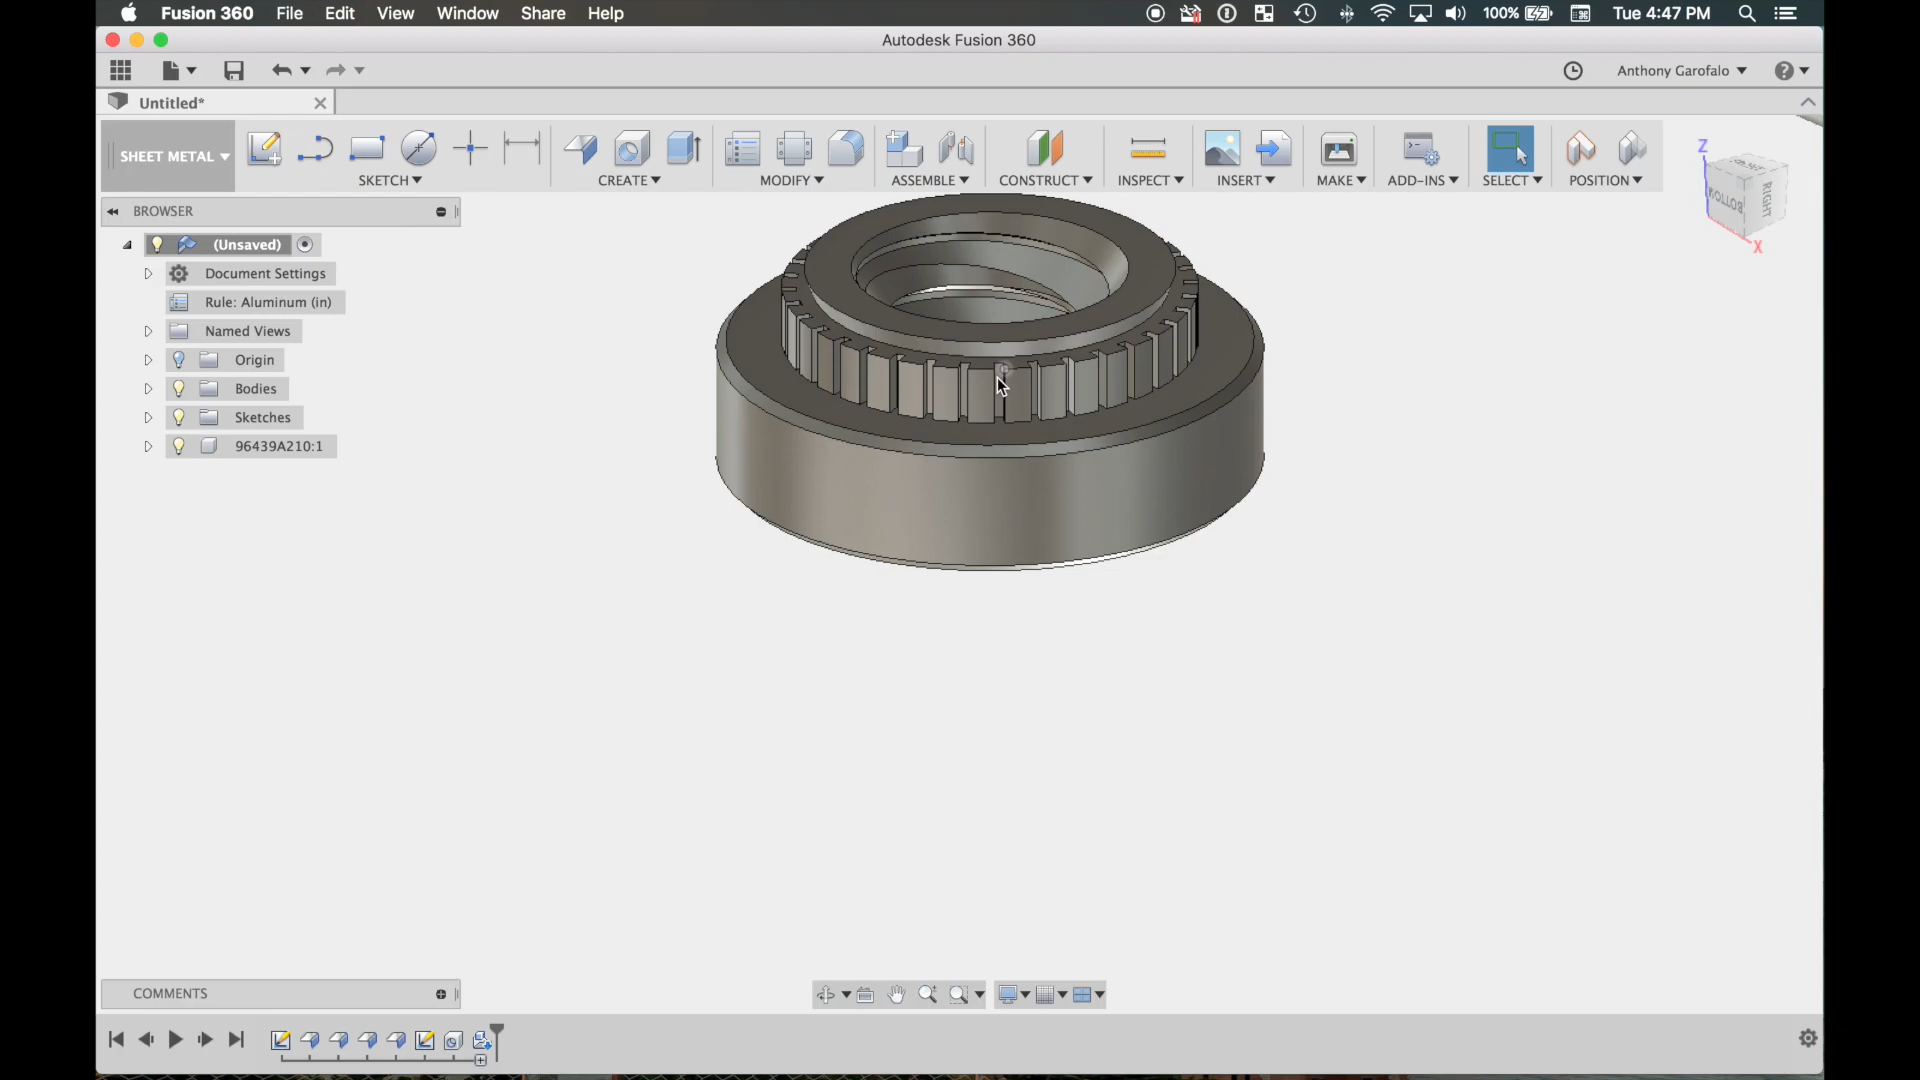 Fusion 360 File Edit View Window Share Help 100% Tue 4:47 PM
Autodesk Fusion 360
Anthony Garofalo
Untitled*
SHEET METAL
SKETCH CREATE MODIFY ASSEMBLE CONSTRUCT INSPECT INSERT MAKE ADD-INS SELECT POSITION
Z
BOTTOM
RIGHT
X
BROWSER
(Unsaved)
Document Settings
Rule: Aluminum (in)
Named Views
Origin
Bodies
Sketches
96439A210:1
COMMENTS